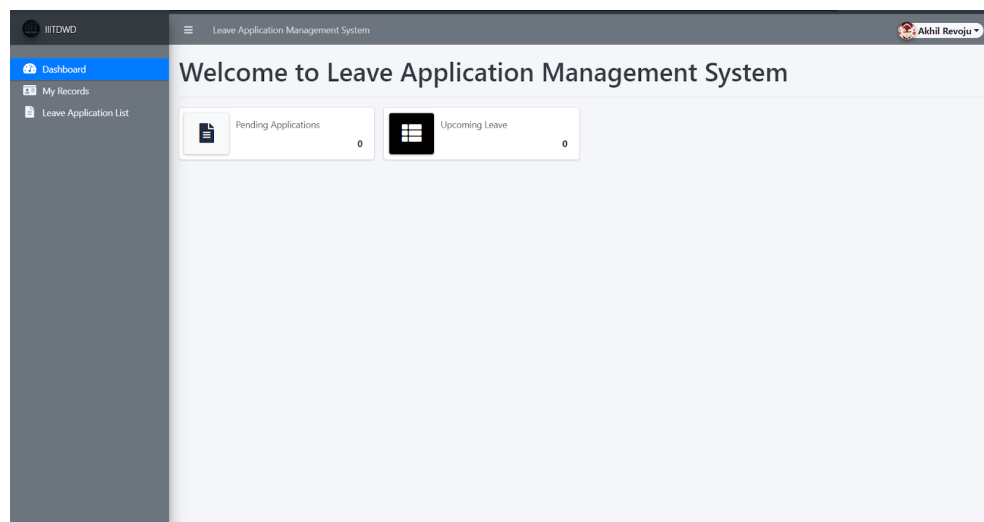 IIITDWD
Leave Application Management System
Akhil Revoju
Dashboard
My Records
Leave Application List
Welcome to Leave Application Management System
Pending Applications
0
Upcoming Leave
0